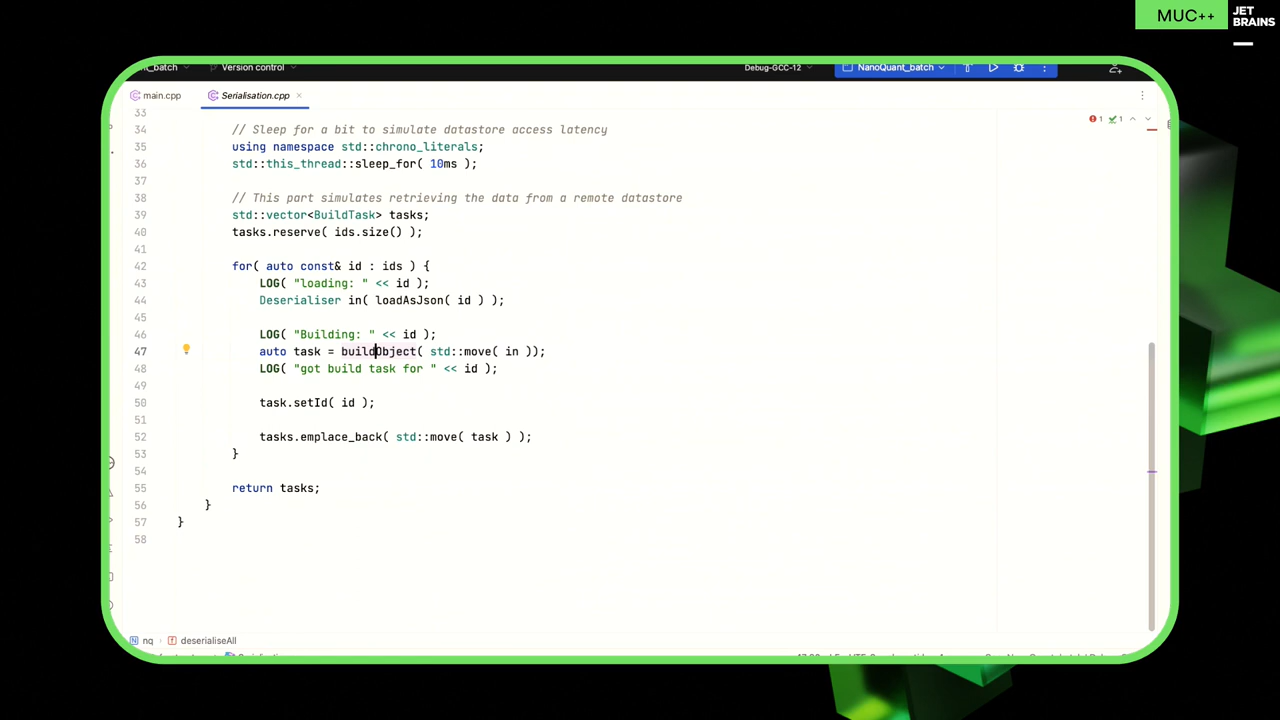 MUC++
JET
BRAINS
_batch
Version control
Debug-GCC-12
NanoQuant_batch
main.cpp
Serialisation.cpp
33
34 // Sleep for a bit to simulate datastore access latency
35 using namespace std::chrono_literals;
36 std::this_thread::sleep_for( 10ms );
37
38 // This part simulates retrieving the data from a remote datastore
39 std::vector<BuildTask> tasks;
40 tasks.reserve( ids.size() );
41
42 for( auto const& id : ids ) {
43 LOG( "loading: " << id );
44 Deserialiser in( loadAsJson( id ) );
45
46 LOG( "Building: " << id );
47 auto task = buildObject( std::move( in ));
48 LOG( "got build task for " << id );
49
50 task.setId( id );
51
52 tasks.emplace_back( std::move( task ) );
53 }
54
55 return tasks;
56 }
57 }
58
1 1
nq
deserialiseAll